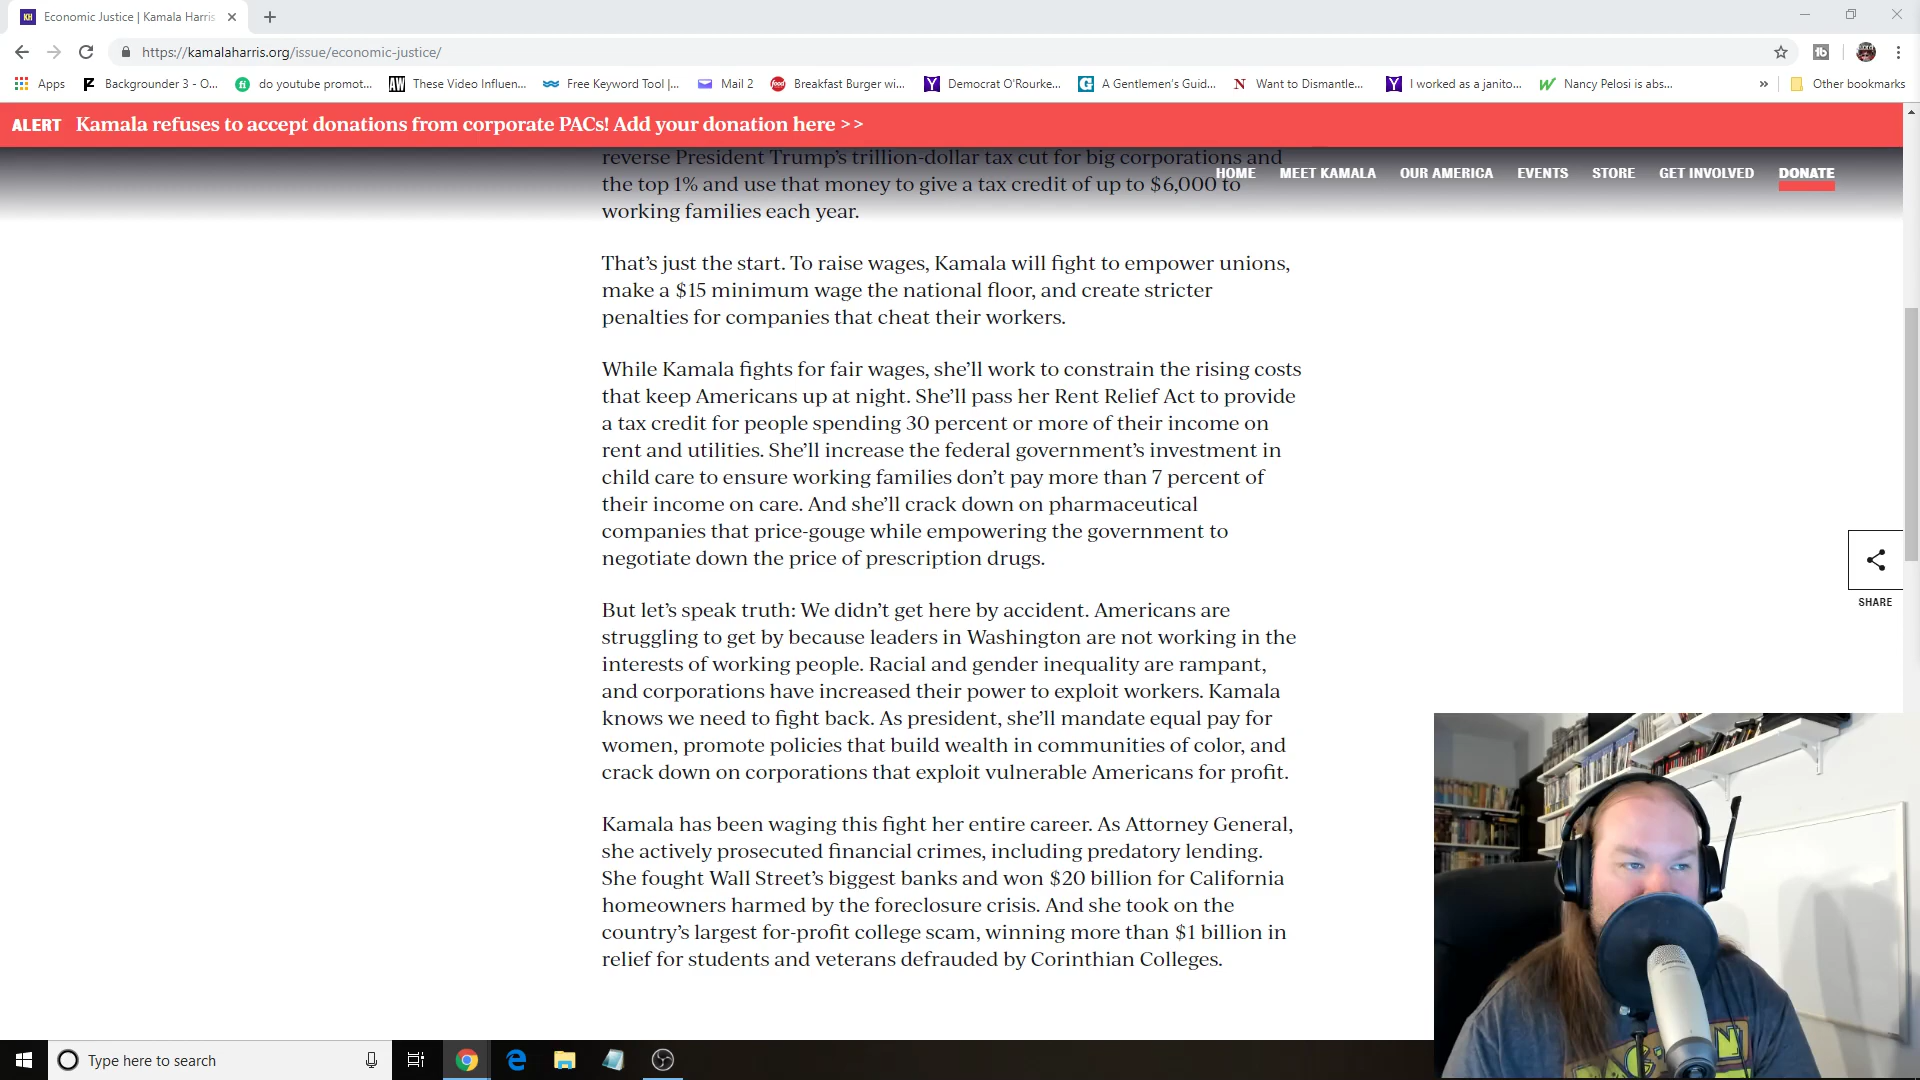 KH Economic Justice | Kamala Harris
https://kamalaharris.org/issue/economic-justice/
Apps Backgrounder 3 - O... do youtube promot... AW These Video Influen... Free Keyword Tool |... Mail 2 food Breakfast Burger wi... Y Democrat O'Rourke... G A Gentlemen's Guid... N Want to Dismantle... Y I worked as a janito... W Nancy Pelosi is abs... » Other bookmarks
ALERT Kamala refuses to accept donations from corporate PACs! Add your donation here >>
HOME MEET KAMALA OUR AMERICA EVENTS STORE GET INVOLVED DONATE
reverse President Trump's trillion-dollar tax cut for big corporations and
the top 1% and use that money to give a tax credit of up to $6,000 to
working families each year.
That's just the start. To raise wages, Kamala will fight to empower unions,
make a $15 minimum wage the national floor, and create stricter
penalties for companies that cheat their workers.
While Kamala fights for fair wages, she'll work to constrain the rising costs
that keep Americans up at night. She'll pass her Rent Relief Act to provide
a tax credit for people spending 30 percent or more of their income on
rent and utilities. She'll increase the federal government's investment in
child care to ensure working families don't pay more than 7 percent of
their income on care. And she'll crack down on pharmaceutical
companies that price-gouge while empowering the government to
negotiate down the price of prescription drugs.
But let's speak truth: We didn't get here by accident. Americans are
struggling to get by because leaders in Washington are not working in the
interests of working people. Racial and gender inequality are rampant,
and corporations have increased their power to exploit workers. Kamala
knows we need to fight back. As president, she'll mandate equal pay for
women, promote policies that build wealth in communities of color, and
crack down on corporations that exploit vulnerable Americans for profit.
Kamala has been waging this fight her entire career. As Attorney General,
she actively prosecuted financial crimes, including predatory lending.
She fought Wall Street's biggest banks and won $20 billion for California
homeowners harmed by the foreclosure crisis. And she took on the
country's largest for-profit college scam, winning more than $1 billion in
relief for students and veterans defrauded by Corinthian Colleges.
SHARE
Type here to search